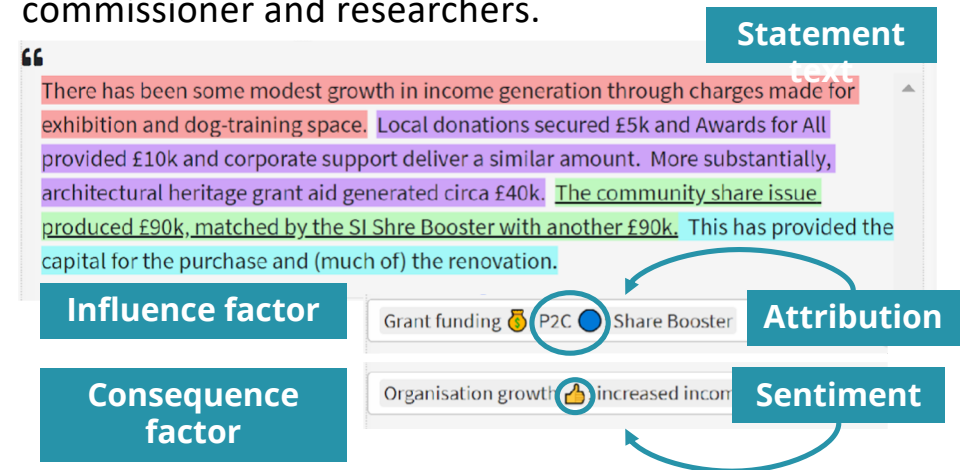 commissioner and researchers.
Statement
text
“
There has been some modest growth in income generation through charges made for
exhibition and dog-training space. Local donations secured £5k and Awards for All
provided £10k and corporate support deliver a similar amount. More substantially,
architectural heritage grant aid generated circa £40k. The community share issue
produced £90k, matched by the SI Shre Booster with another £90k. This has provided the
capital for the purchase and (much of) the renovation.
Influence factor
Grant funding 💰 P2C 🔵 Share Booster
Attribution
Consequence
factor
Organisation growth 👍 increased incom
Sentiment